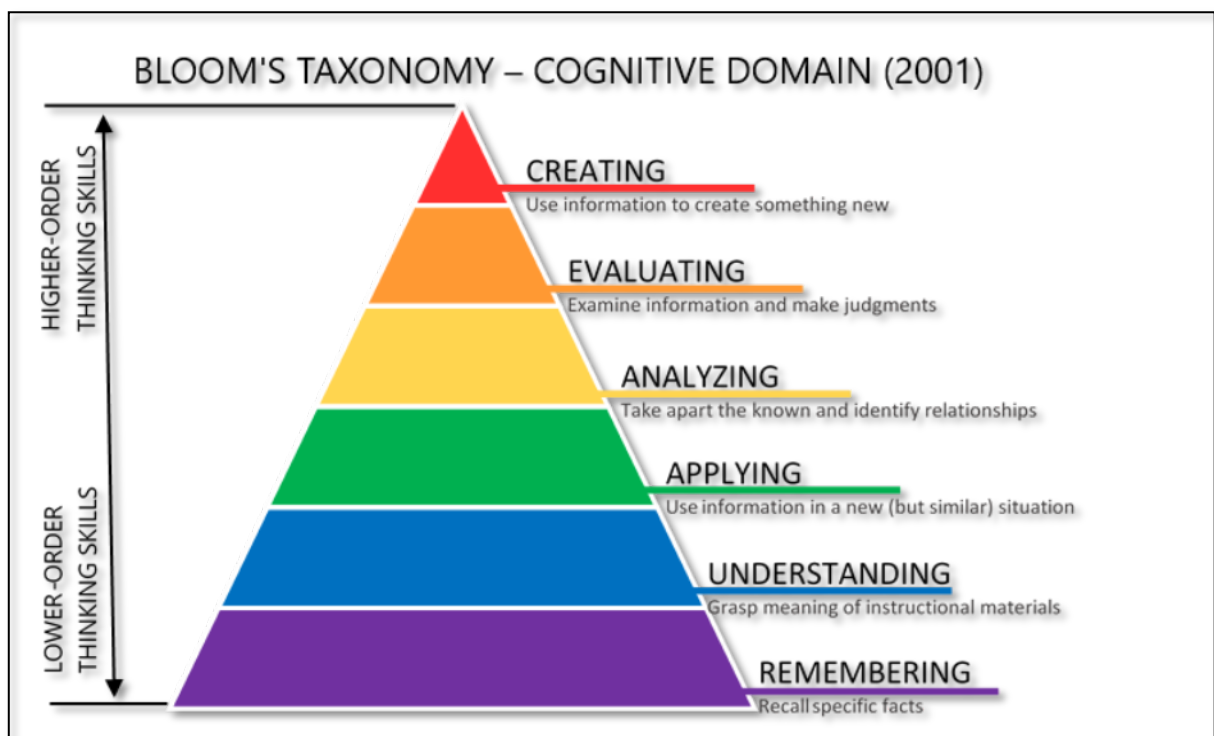 BLOOM'S TAXONOMY – COGNITIVE DOMAIN (2001)
HIGHER-ORDER
THINKING SKILLS
LOWER-ORDER
THINKING SKILLS
CREATING
Use information to create something new
EVALUATING
Examine information and make judgments
ANALYZING
Take apart the known and identify relationships
APPLYING
Use information in a new (but similar) situation
UNDERSTANDING
Grasp meaning of instructional materials
REMEMBERING
Recall specific facts